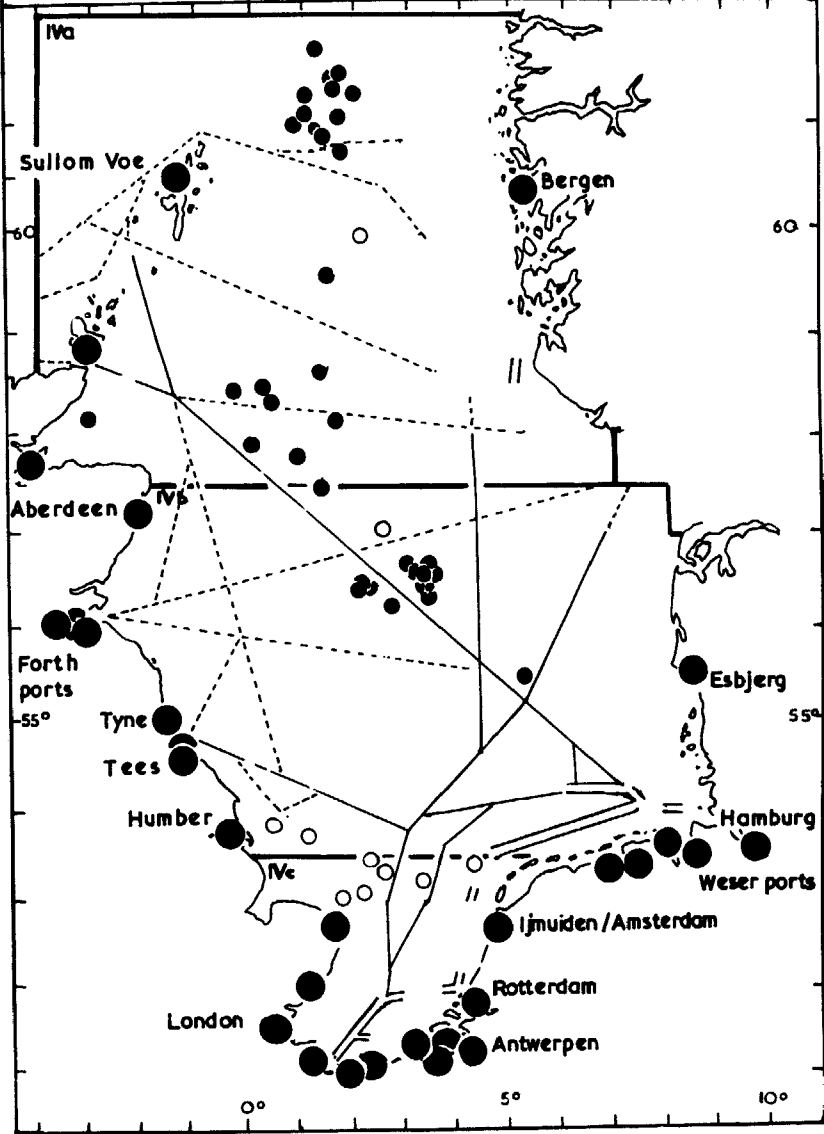 IVa
Sullom Voe
Bergen
60
60°
Aberdeen
IVb
Forth
ports
Esbjerg
55°
55°
Tyne
Tees
Humber
Hamburg
IVc
Weser ports
Ijmuiden/Amsterdam
Rotterdam
London
Antwerpen
0°
5°
10°